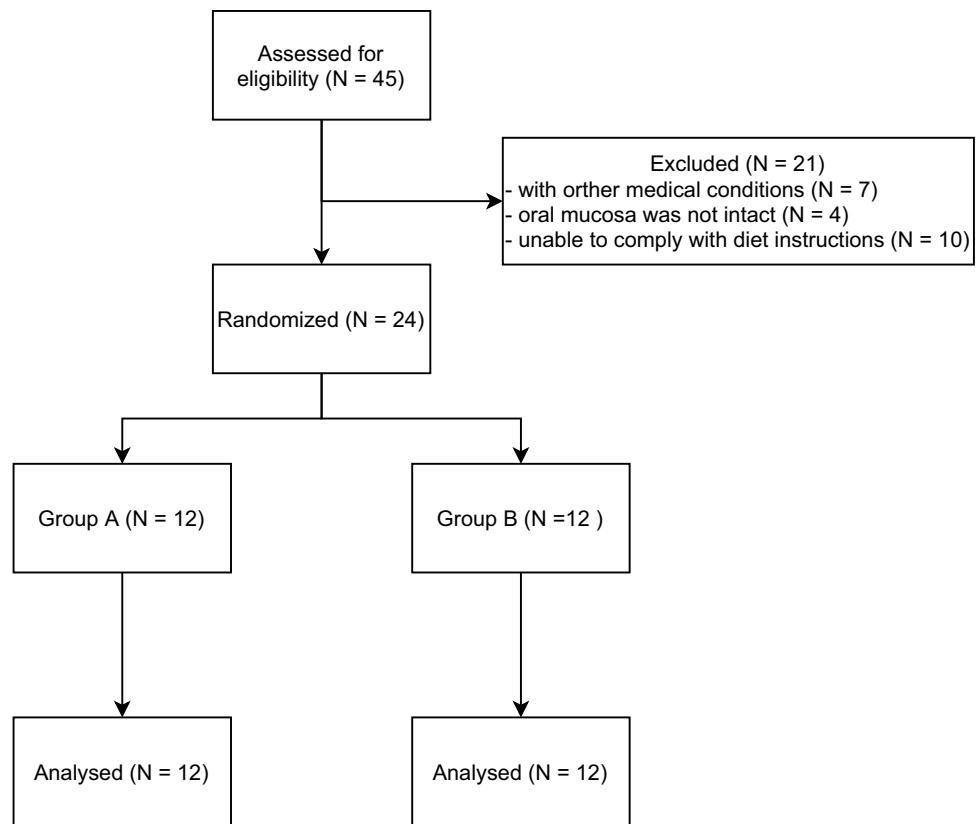 Assessed for
eligibility (N = 45)
Excluded (N = 21)
- with orther medical conditions (N = 7)
- oral mucosa was not intact (N = 4)
- unable to comply with diet instructions (N = 10)
Randomized (N = 24)
Group A (N = 12)
Group B (N =12 )
Analysed (N = 12)
Analysed (N = 12)